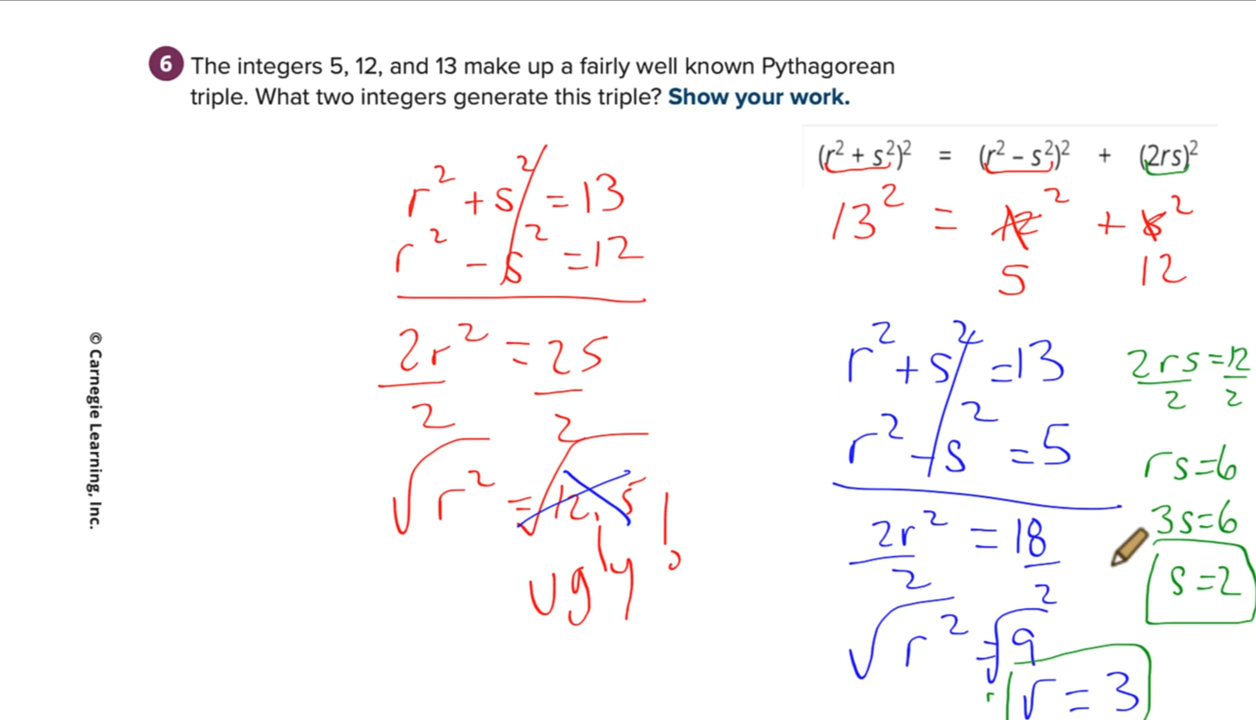 6 The integers 5, 12, and 13 make up a fairly well known Pythagorean
triple. What two integers generate this triple? Show your work.
(r² + s²)² = (r² – s²)² + (2rs)²
13² = 12² + 5²
5 12
r² + s² = 13
r² – s² = 12
2r² = 25
2 2
√r² = √12.5
ugly!
r² + s² = 13
r² – s² = 5
2r² = 18
2 2
√r² = √9
r = 3
2rs = 12
2 2
rs = 6
3s = 6
s = 2
© Carnegie Learning, Inc.